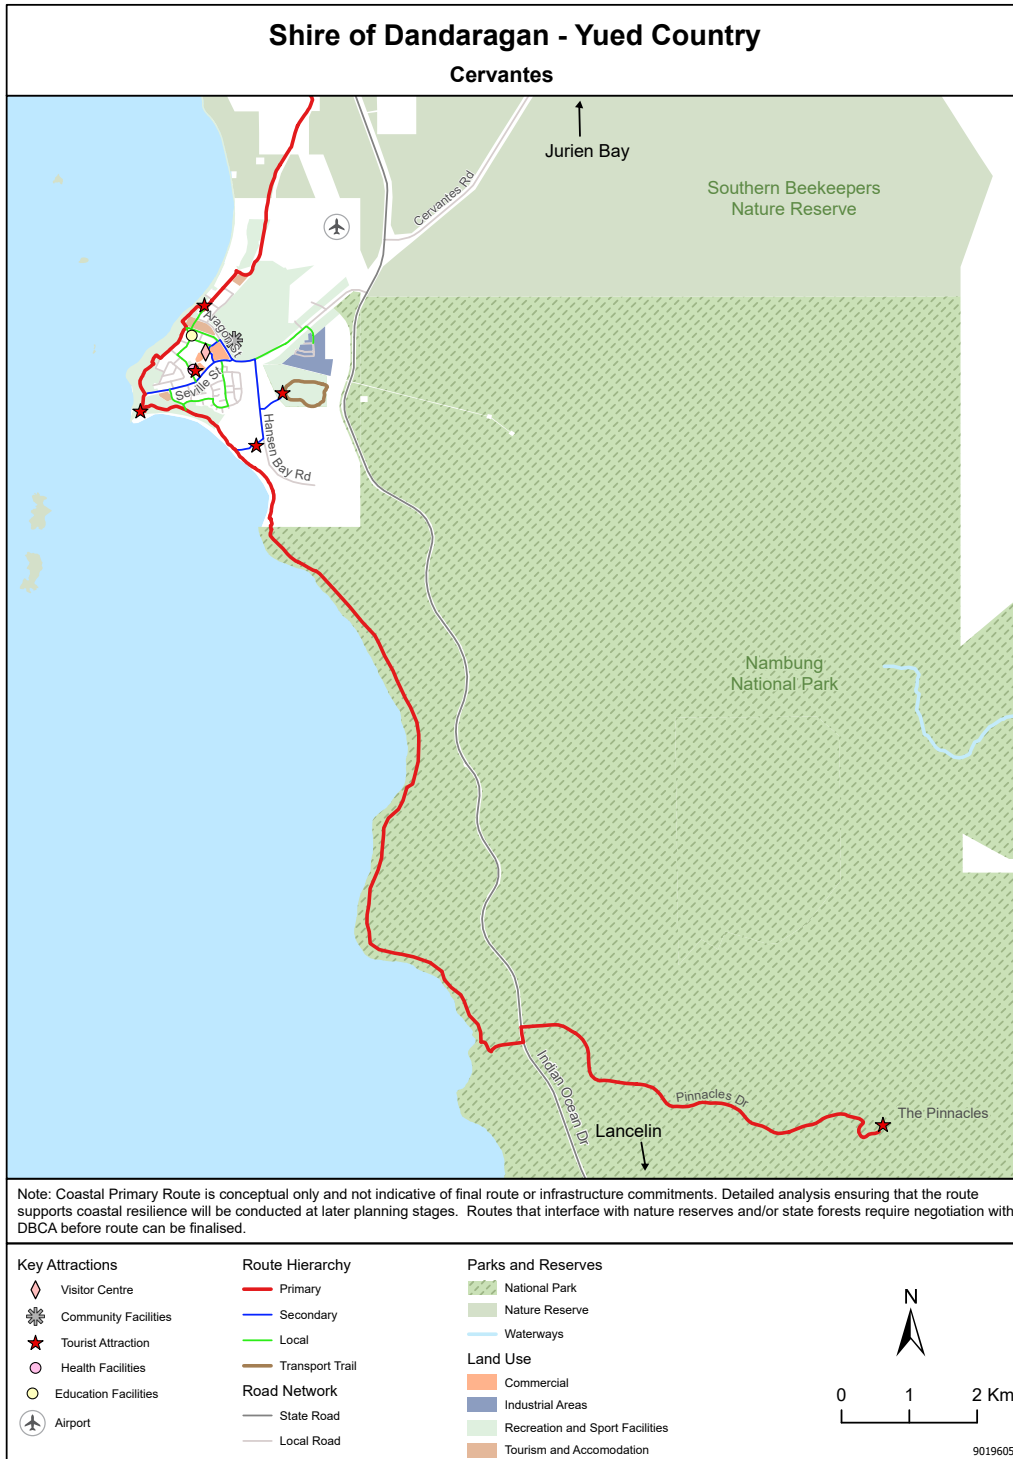 Shire of Dandaragan - Yued Country
Cervantes
Jurien Bay
Southern Beekeepers
Nature Reserve
Cervantes Rd
Aragon St
Seville St
Hansen Bay Rd
Nambung
National Park
Indian Ocean Dr
Pinnacles Dr
The Pinnacles
Lancelin
Note: Coastal Primary Route is conceptual only and not indicative of final route or infrastructure commitments. Detailed analysis ensuring that the route
supports coastal resilience will be conducted at later planning stages. Routes that interface with nature reserves and/or state forests require negotiation with
DBCA before route can be finalised.
Key Attractions
Visitor Centre
Community Facilities
Tourist Attraction
Health Facilities
Education Facilities
Airport
Route Hierarchy
Primary
Secondary
Local
Transport Trail
Road Network
State Road
Local Road
Parks and Reserves
National Park
Nature Reserve
Waterways
Land Use
Commercial
Industrial Areas
Recreation and Sport Facilities
Tourism and Accomodation
N
0 1 2 Km
9019605